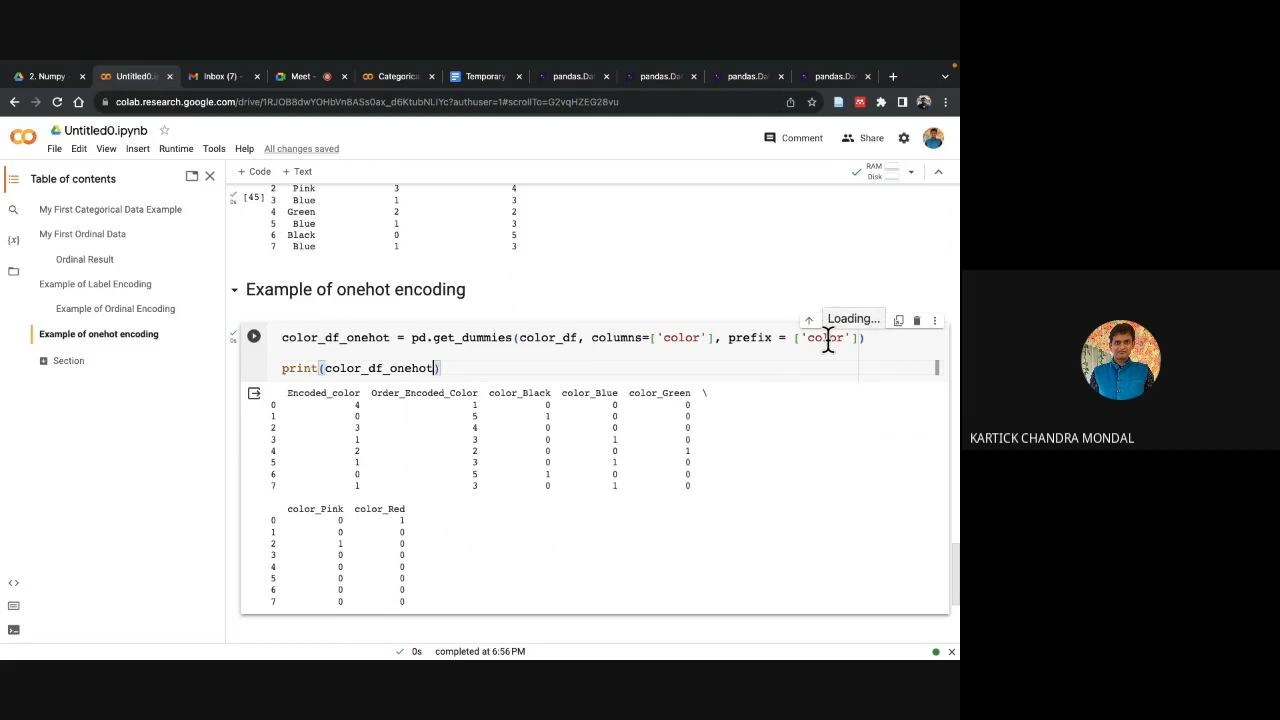 2. Numpy
Untitled0.i
Inbox (7)
Meet
Categorica
Temporary
pandas.Dat
pandas.Dat
pandas.Dat
pandas.Dat
colab.research.google.com/drive/1RJOB8dwYOHbVn8ASs0ax_d6KtubNLiYc?authuser=1#scrollTo=G2vqHZEG28vu
Untitled0.ipynb
File Edit View Insert Runtime Tools Help All changes saved
Comment
Share
+ Code + Text
RAM
Disk
Table of contents
My First Categorical Data Example
My First Ordinal Data
Ordinal Result
Example of Label Encoding
Example of Ordinal Encoding
Example of onehot encoding
Section
[45]
0s
2 Pink 3 4
3 Blue 1 3
4 Green 2 2
5 Blue 1 3
6 Black 0 5
7 Blue 1 3
Example of onehot encoding
Loading...
0s
color_df_onehot = pd.get_dummies(color_df, columns=['color'], prefix = ['color'])
print(color_df_onehot)
Encoded_color Order_Encoded_Color color_Black color_Blue color_Green \
0 4 1 0 0 0
1 0 5 1 0 0
2 3 4 0 0 0
3 1 3 0 1 0
4 2 2 0 0 1
5 1 3 0 1 0
6 0 5 1 0 0
7 1 3 0 1 0
color_Pink color_Red
0 0 1
1 0 0
2 1 0
3 0 0
4 0 0
5 0 0
6 0 0
7 0 0
0s completed at 6:56 PM
KARTICK CHANDRA MONDAL